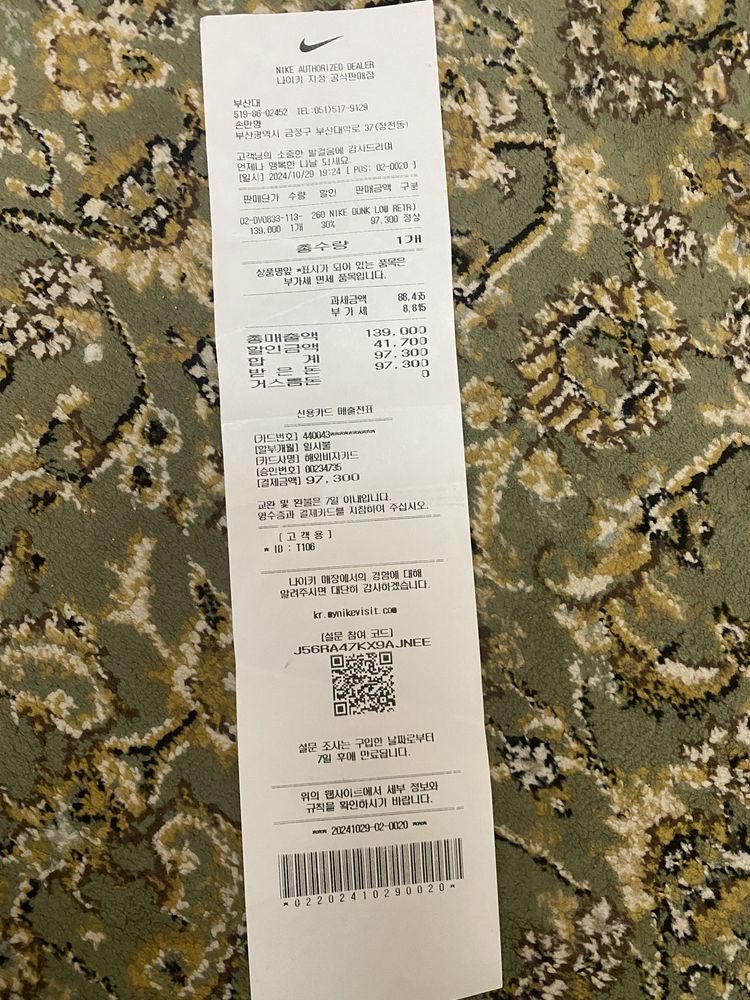 NIKE AUTHORIZED DEALER
나이키 지정 공식판매점
부산대
519-86-02452 TEL:051)517-9129
손민영
부산광역시 금정구 부산대학로 37(장전동)
고객님의 소중한 발걸음에 감사드리며
언제나 행복한 나날 되세요.
[일시] 2024/10/29 19:24 [ POS: 02-0020 ]
판매단가 수량 할인 판매금액 구분
02-DV0833-113- 260 NIKE DUNK LOW RETR)
139,000 1개 30% 97,300 정상
총수량 1개
상품명앞 *표시가 되어 있는 품목은
부가세 면세 품목입니다.
과세금액 88,455
부 가 세 8,815
총매출액 139,000
할인금액 41,700
합 계 97,300
받 은 돈 97,300
거스름돈 0
신용카드 매출전표
[카드번호] 440043**********
[할부개월] 일시불
[카드사명] 해외비자카드
[승인번호] 00234735
[결제금액] 97,300
교환 및 환불은 7일 이내입니다.
영수증과 결제카드를 지참하여 주십시오.
[ 고 객 용 ]
* ID : T106
나이키 매장에서의 경험에 대해
알려주시면 대단히 감사하겠습니다.
kr.mynikevisit.com
[설문 참여 코드]
J56RA47KX9AJNEE
설문 조사는 구입한 날짜로부터
7일 후에 만료됩니다.
위의 웹사이트에서 세부 정보와
규칙을 확인하시기 바랍니다.
*** 20241029-02-0020 ***
*02202410290020*